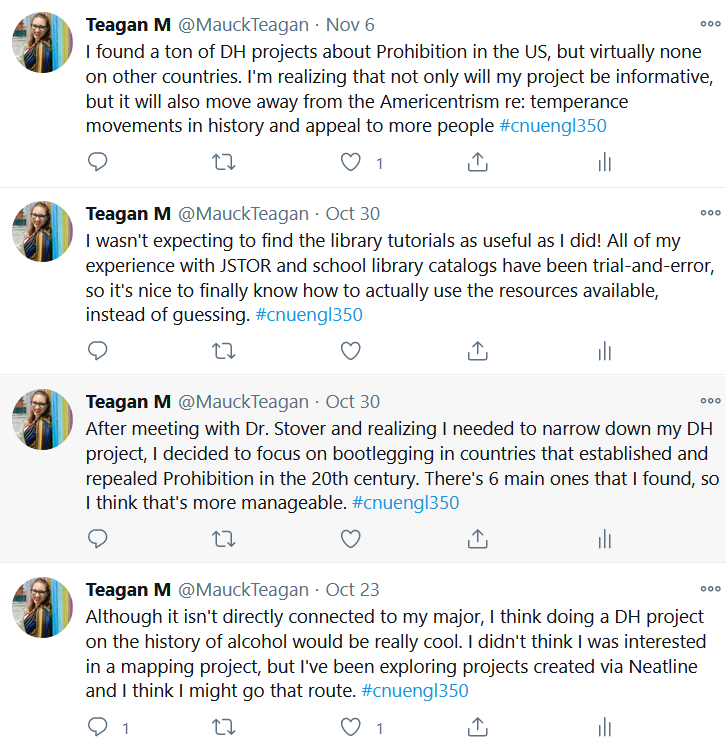 Teagan M @MauckTeagan · Nov 6
I found a ton of DH projects about Prohibition in the US, but virtually none
on other countries. I'm realizing that not only will my project be informative,
but it will also move away from the Americentrism re: temperance
movements in history and appeal to more people #cnuengl350
1
Teagan M @MauckTeagan · Oct 30
I wasn't expecting to find the library tutorials as useful as I did! All of my
experience with JSTOR and school library catalogs have been trial-and-error,
so it's nice to finally know how to actually use the resources available,
instead of guessing. #cnuengl350
Teagan M @MauckTeagan · Oct 30
After meeting with Dr. Stover and realizing I needed to narrow down my DH
project, I decided to focus on bootlegging in countries that established and
repealed Prohibition in the 20th century. There's 6 main ones that I found, so
I think that's more manageable. #cnuengl350
Teagan M @MauckTeagan · Oct 23
Although it isn't directly connected to my major, I think doing a DH project
on the history of alcohol would be really cool. I didn't think I was interested
in a mapping project, but I've been exploring projects created via Neatline
and I think I might go that route. #cnuengl350
1 1